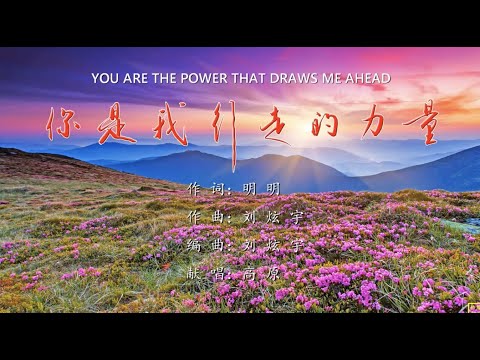 YOU ARE THE POWER THAT DRAWS ME AHEAD
你是我引走的力量
作 词: 明 明
作 曲: 刘 炫 宇
编 曲: 刘 炫 宇
献 唱: 高 原